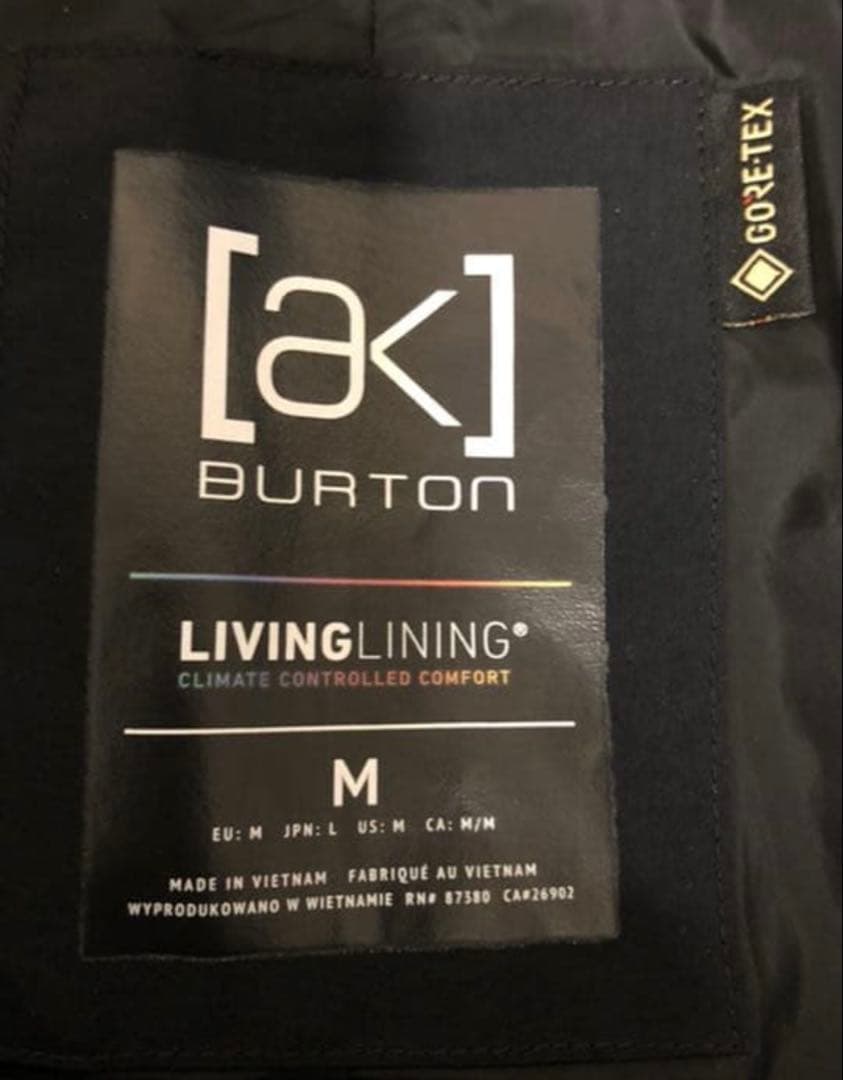 [ak]
BURTON
LIVINGLINING®
CLIMATE CONTROLLED COMFORT
M
EU: M JPN: L US: M CA: M/M
MADE IN VIETNAM FABRIQUÉ AU VIETNAM
WYPRODUKOWANO W WIETNAMIE RN# 87380 CA#26902
GORE-TEX